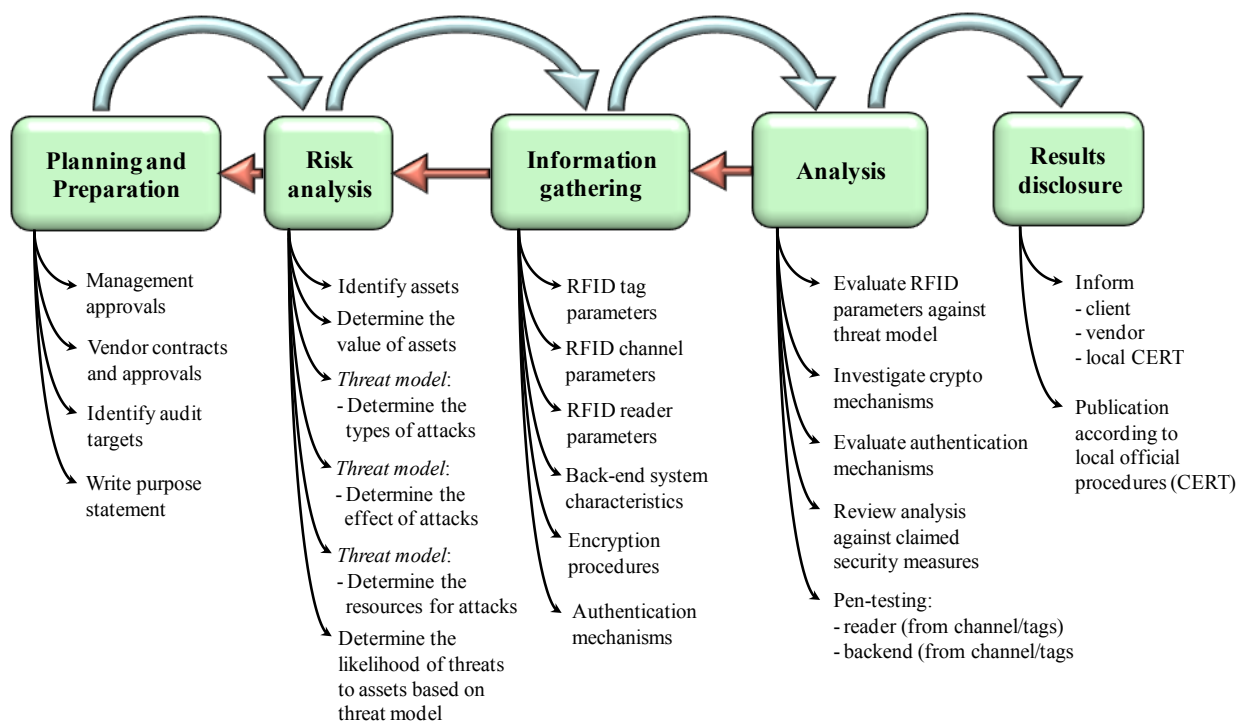 Planning and
Preparation
Risk
analysis
Information
gathering
Analysis
Results
disclosure
Management
approvals
Vendor contracts
and approvals
Identify audit
targets
Write purpose
statement
Identify assets
Determine the
value of assets
Threat model:
- Determine the
types of attacks
Threat model:
- Determine the
effect of attacks
Threat model:
- Determine the
resources for attacks
Determine the
likelihood of threats
to assets based on
threat model
RFID tag
parameters
RFID channel
parameters
RFID reader
parameters
Back-end system
characteristics
Encryption
procedures
Authentication
mechanisms
Evaluate RFID
parameters against
threat model
Investigate crypto
mechanisms
Evaluate authentication
mechanisms
Review analysis
against claimed
security measures
Pen-testing:
- reader (from channel/tags)
- backend (from channel/tags
Inform
- client
- vendor
- local CERT
Publication
according to
local official
procedures (CERT)